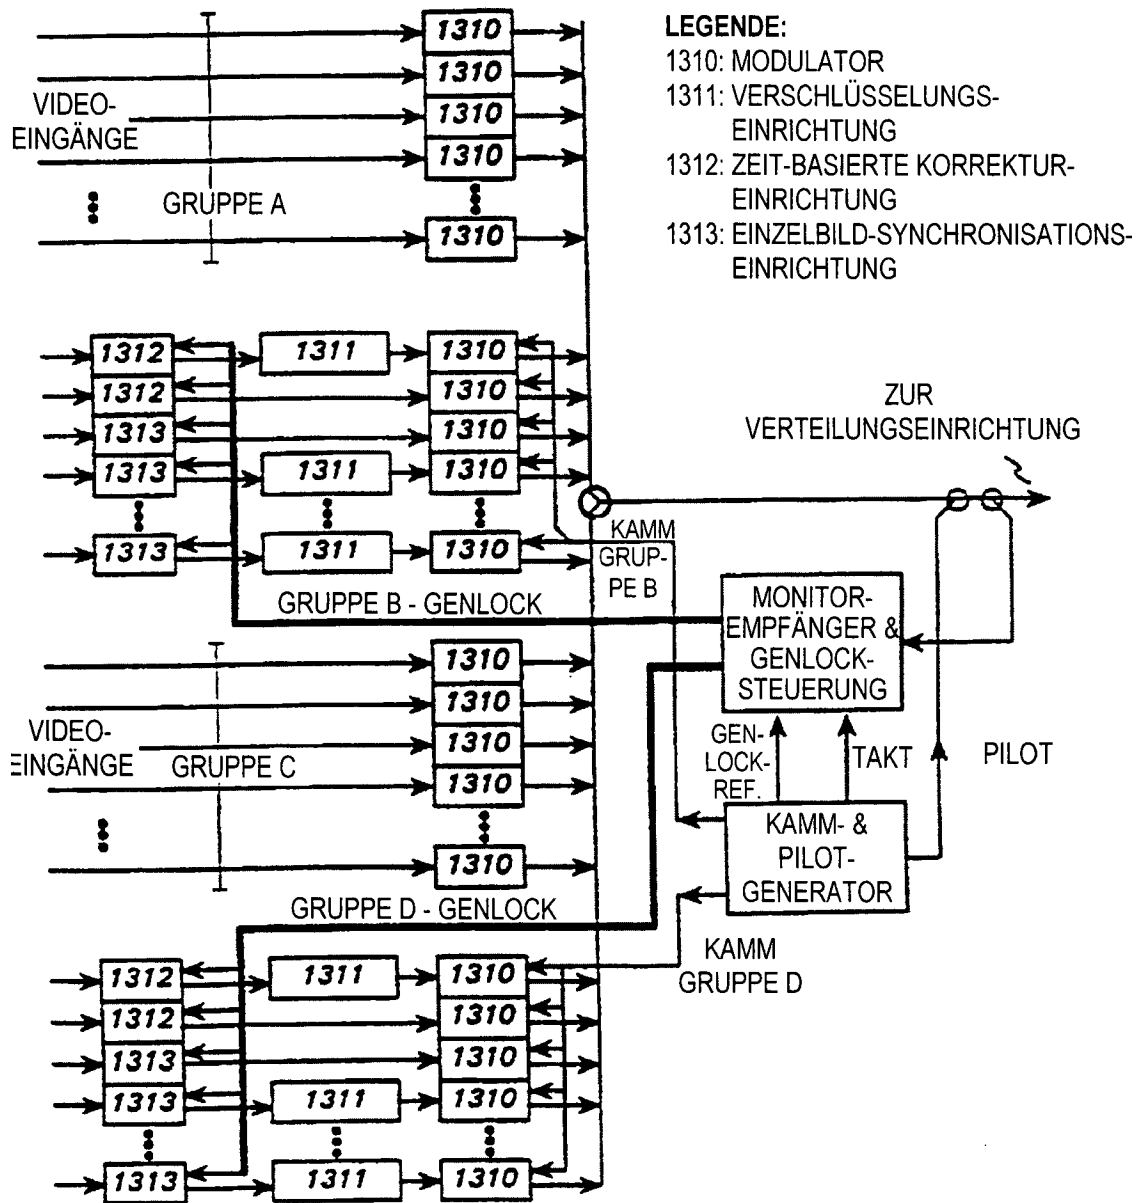 1310
1310
1310
1310
1310
VIDEO-
EINGÄNGE
GRUPPE A
LEGENDE:
1310: MODULATOR
1311: VERSCHLÜSSELUNGS-
EINRICHTUNG
1312: ZEIT-BASIERTE KORREKTUR-
EINRICHTUNG
1313: EINZELBILD-SYNCHRONISATIONS-
EINRICHTUNG
1312 1311 1310
1312 1310
1313 1310
1313 1311 1310
1313 1311 1310
ZUR
VERTEILUNGSEINRICHTUNG
KAMM
GRUP-
PE B
GRUPPE B - GENLOCK
MONITOR-
EMPFÄNGER &
GENLOCK-
STEUERUNG
1310
1310
1310
1310
1310
VIDEO-
EINGÄNGE
GRUPPE C
GEN-
LOCK-
REF.
TAKT
PILOT
KAMM- &
PILOT-
GENERATOR
GRUPPE D - GENLOCK
KAMM
GRUPPE D
1312 1311 1310
1312 1310
1313 1310
1313 1311 1310
1313 1311 1310